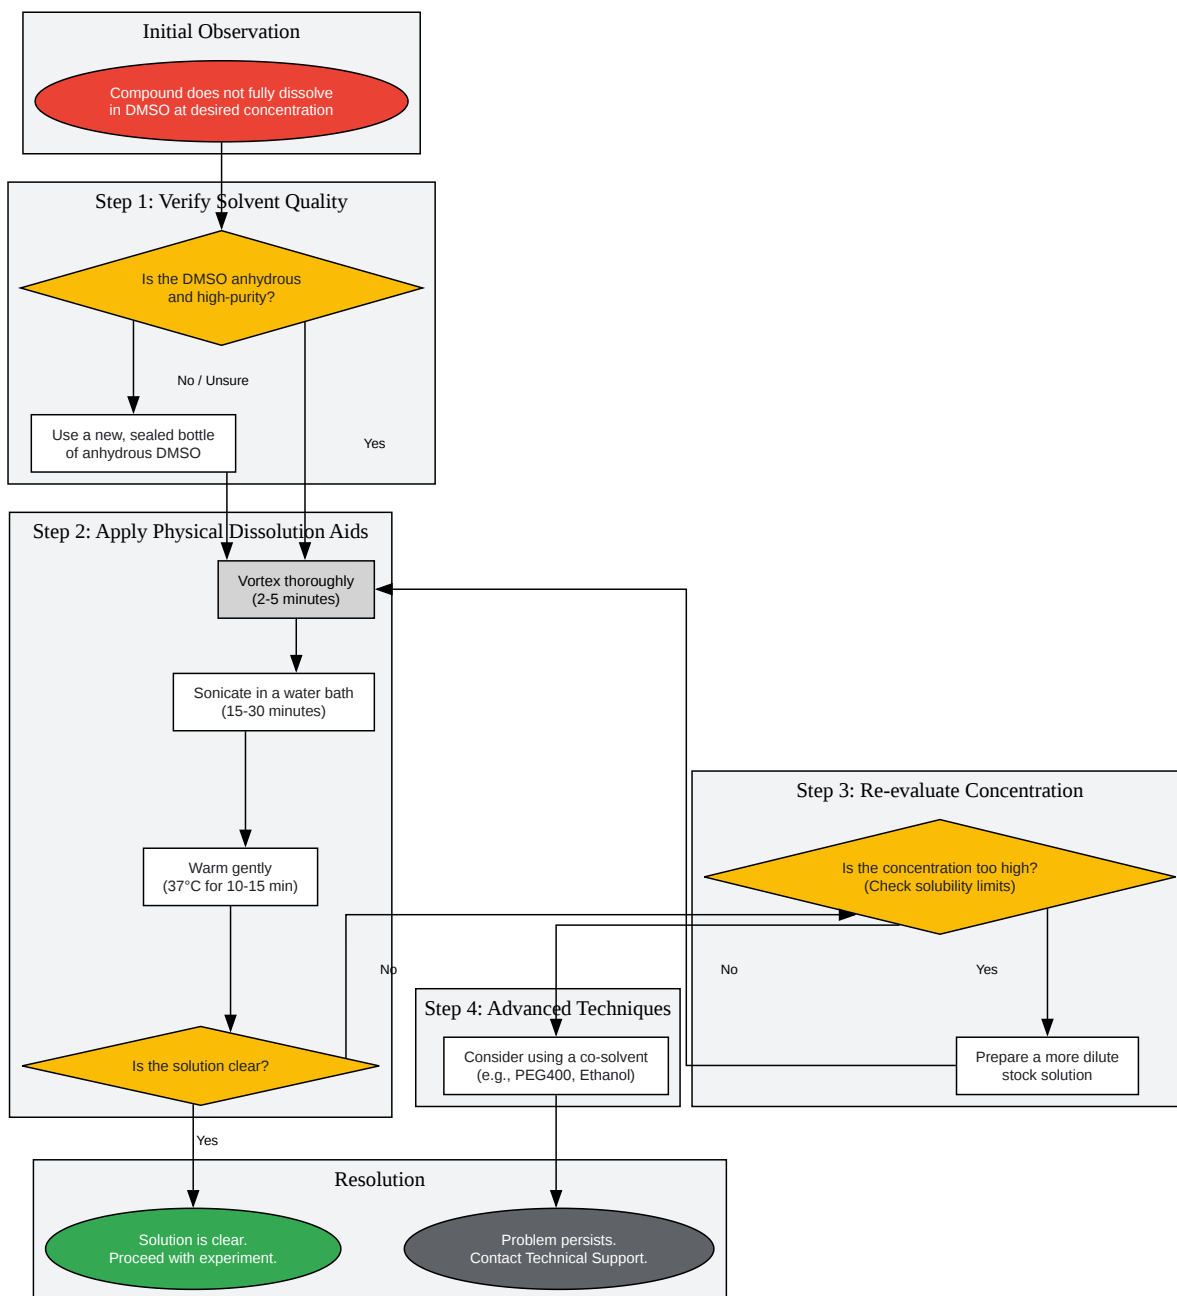 Initial Observation
Compound does not fully dissolve
in DMSO at desired concentration
Step 1: Verify Solvent Quality
Is the DMSO anhydrous
and high-purity?
No / Unsure
Use a new, sealed bottle
of anhydrous DMSO
Yes
Step 2: Apply Physical Dissolution Aids
Vortex thoroughly
(2-5 minutes)
Sonicate in a water bath
(15-30 minutes)
Warm gently
(37°C for 10-15 min)
Is the solution clear?
No
Yes
Step 3: Re-evaluate Concentration
Is the concentration too high?
(Check solubility limits)
No
Yes
Prepare a more dilute
stock solution
Step 4: Advanced Techniques
Consider using a co-solvent
(e.g., PEG400, Ethanol)
Resolution
Solution is clear.
Proceed with experiment.
Problem persists.
Contact Technical Support.